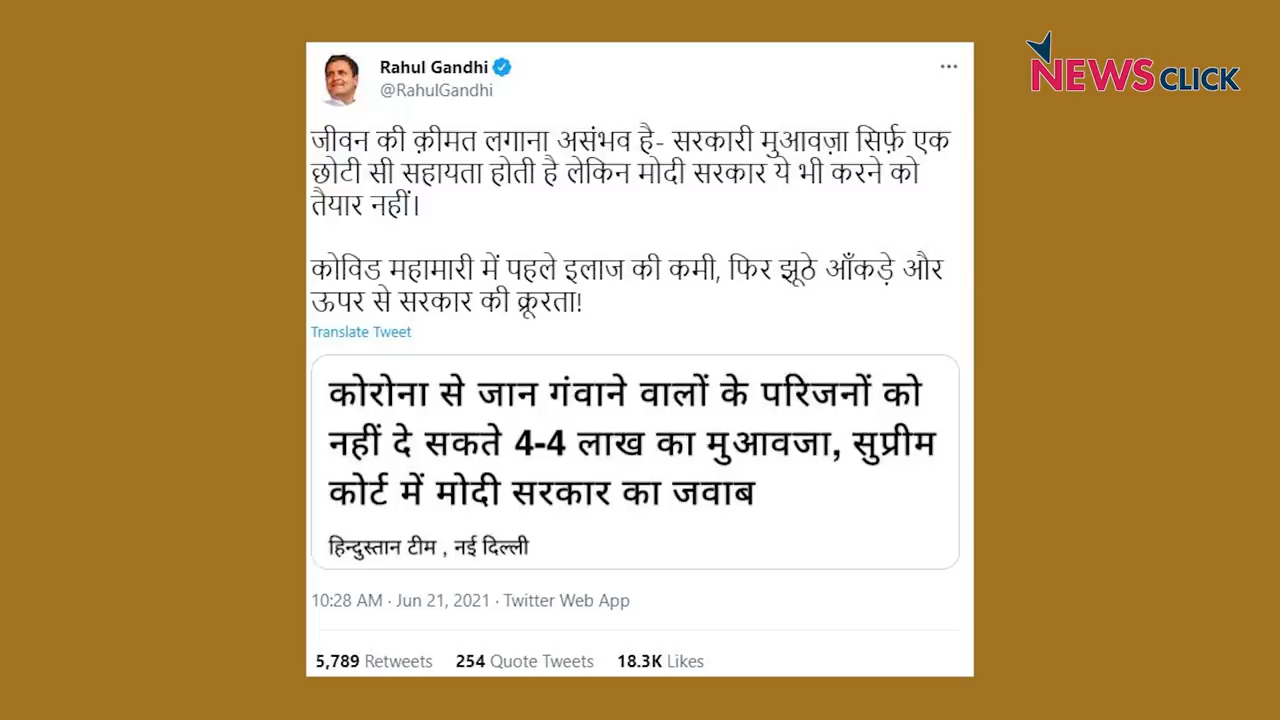 Rahul Gandhi
@RahulGandhi
NEWSCLICK
जीवन की क़ीमत लगाना असंभव है- सरकारी मुआवज़ा सिर्फ़ एक
छोटी सी सहायता होती है लेकिन मोदी सरकार ये भी करने को
तैयार नहीं।
कोविड महामारी में पहले इलाज की कमी, फिर झूठे आँकड़े और
ऊपर से सरकार की क्रूरता!
Translate Tweet
कोरोना से जान गंवाने वालों के परिजनों को
नहीं दे सकते 4-4 लाख का मुआवजा, सुप्रीम
कोर्ट में मोदी सरकार का जवाब
हिन्दुस्तान टीम , नई दिल्ली
10:28 AM · Jun 21, 2021 · Twitter Web App
5,789 Retweets 254 Quote Tweets 18.3K Likes